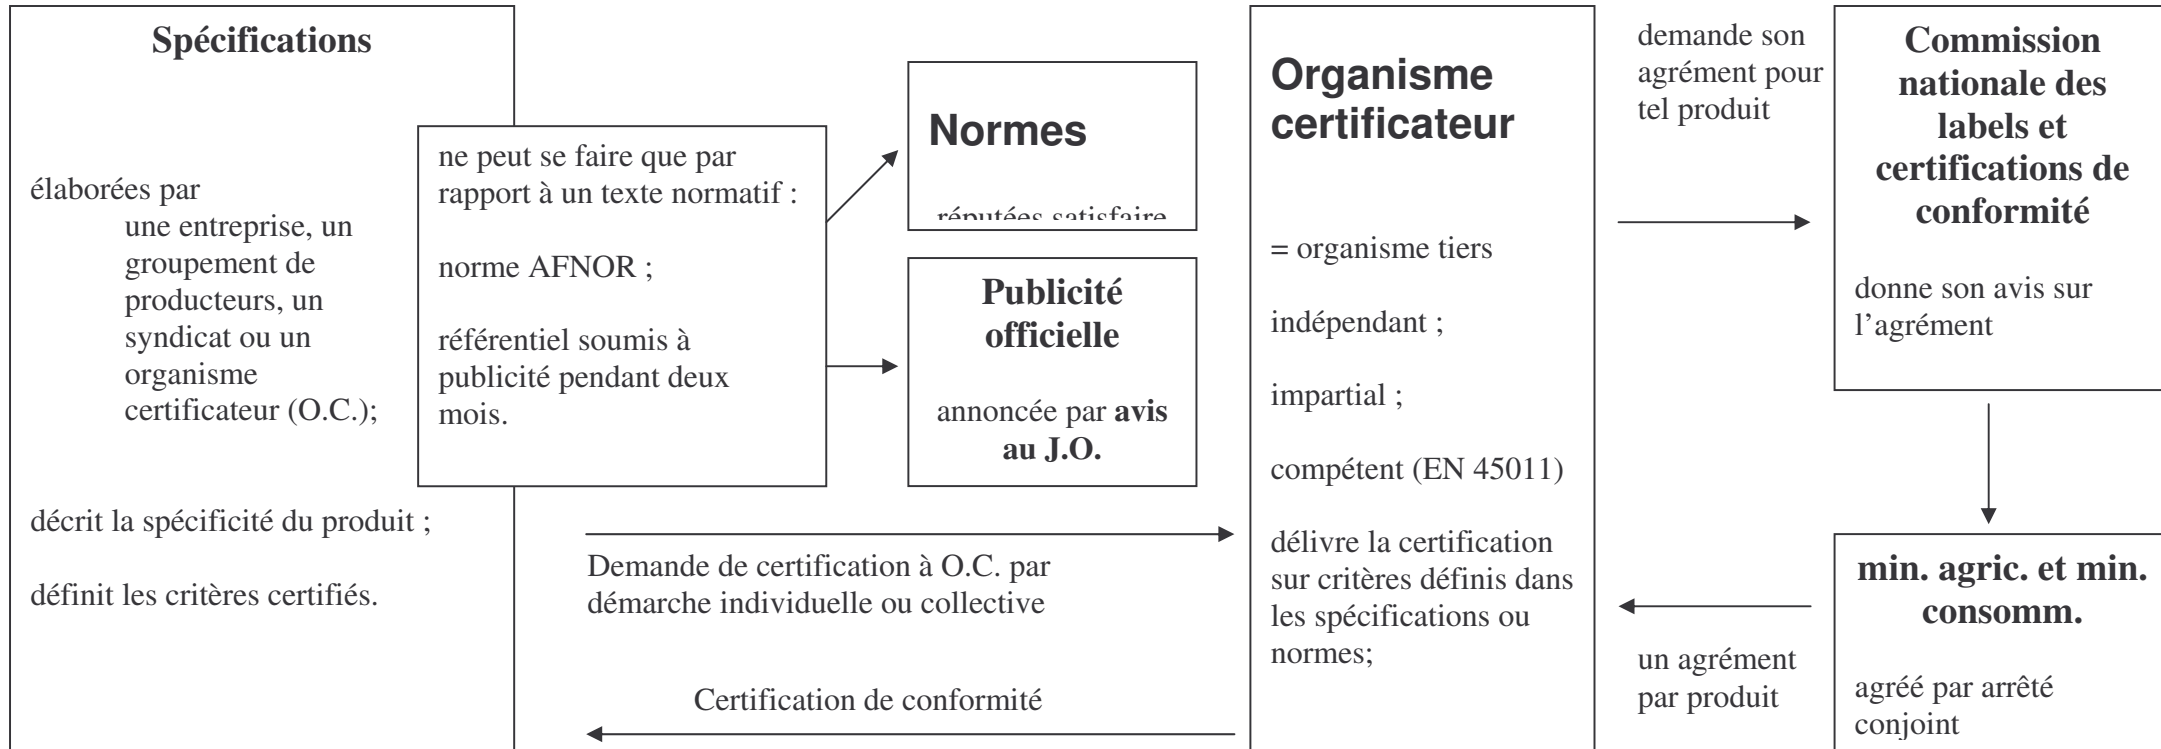 Spécifications
élaborées par
une entreprise, un
groupement de
producteurs, un
syndicat ou un
organisme
certificateur (O.C.);
décrit la spécificité du produit ;
définit les critères certifiés.
ne peut se faire que par
rapport à un texte normatif :
norme AFNOR ;
référentiel soumis à
publicité pendant deux
mois.
Normes
réputées satisfaire
Publicité
officielle
annoncée par avis
au J.O.
Demande de certification à O.C. par
démarche individuelle ou collective
Certification de conformité
Organisme
certificateur
= organisme tiers
indépendant ;
impartial ;
compétent (EN 45011)
délivre la certification
sur critères définis dans
les spécifications ou
normes;
demande son
agrément pour
tel produit
Commission
nationale des
labels et
certifications de
conformité
donne son avis sur
l’agrément
un agrément
par produit
min. agric. et min.
consomm.
agréé par arrêté
conjoint